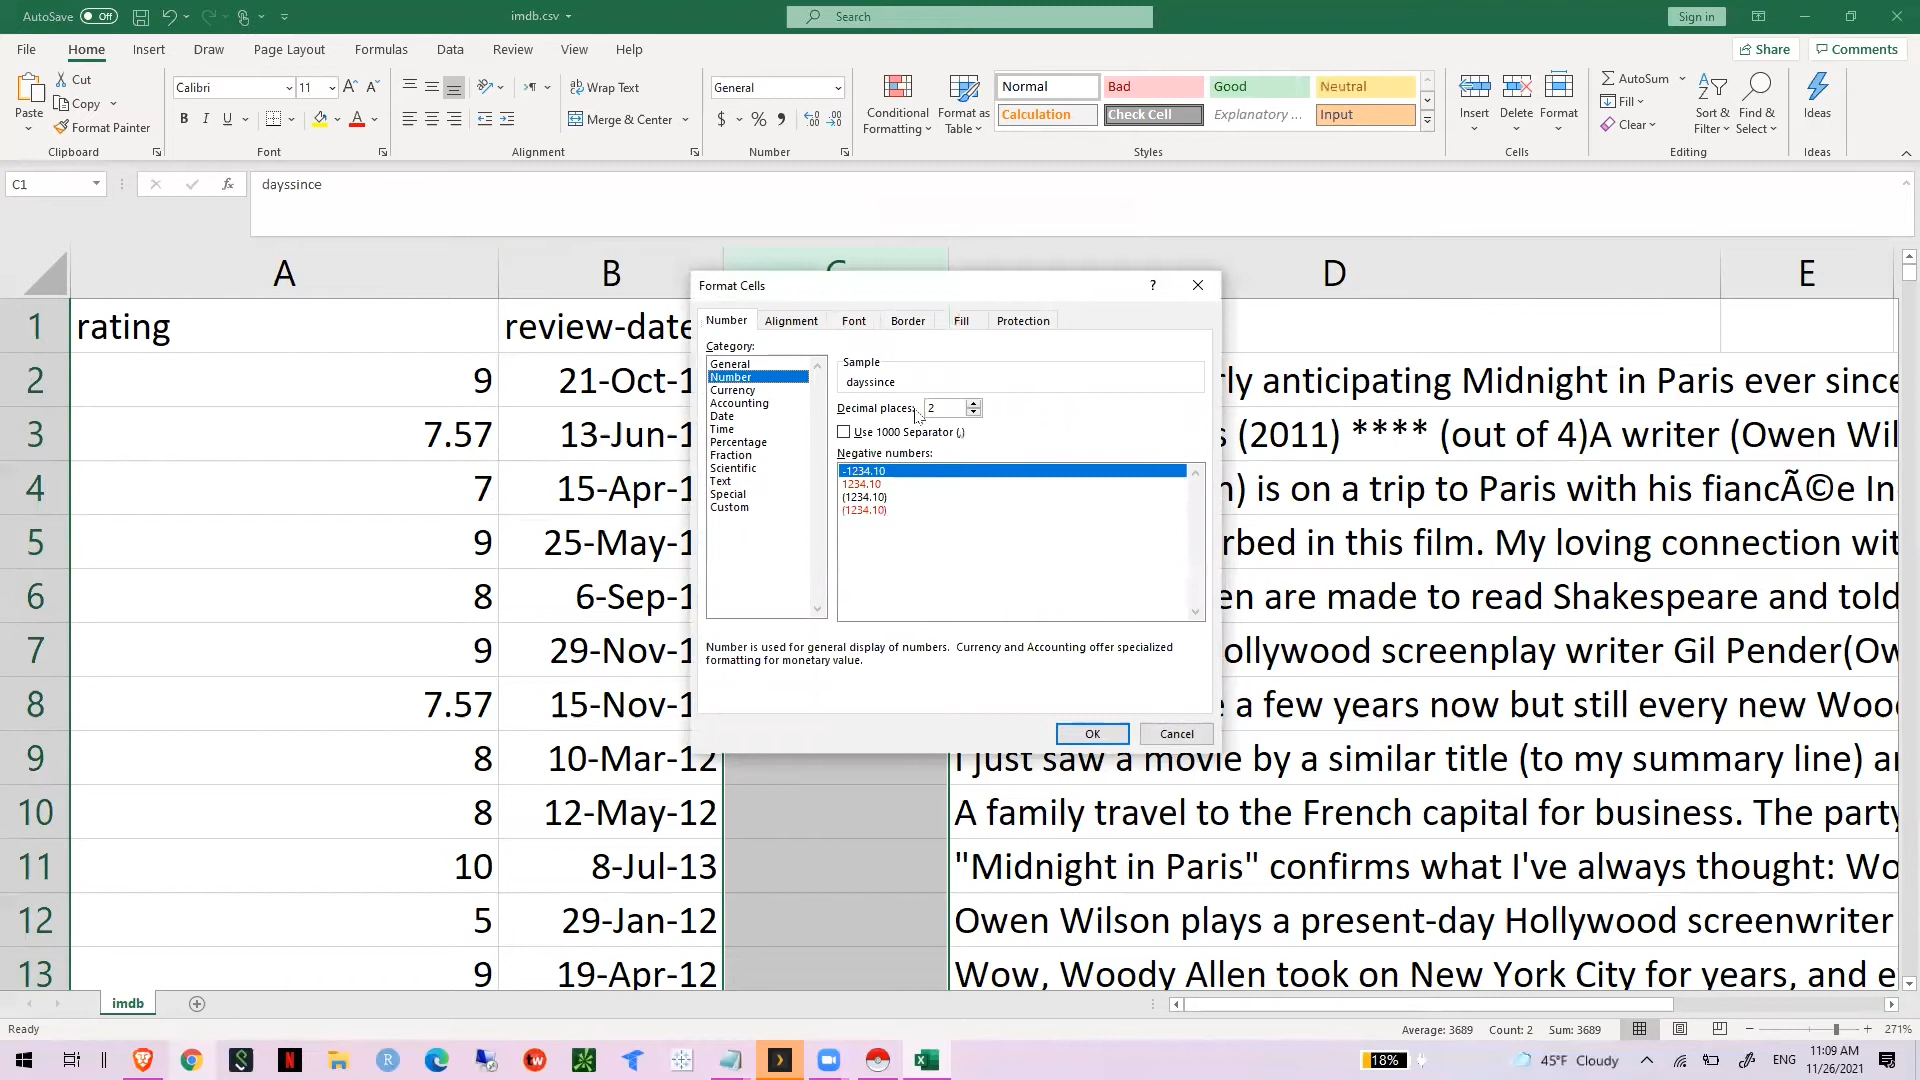 AutoSave Off imdb.csv Search Sign in
File Home Insert Draw Page Layout Formulas Data Review View Help Share Comments
Paste Cut Copy Format Painter
Clipboard
Calibri 11
B I U A
Font
Wrap Text
Merge & Center
Alignment
General
$ % ,
Number
Conditional Formatting
Format as Table
Normal Bad Good Neutral
Calculation Check Cell Explanatory ... Input
Styles
Insert Delete Format
Cells
AutoSum
Fill
Clear
Sort & Filter
Find & Select
Editing
Ideas
Ideas
C1 fx dayssince
A B C D E
1 rating review-date
2 9 21-Oct-1 rly anticipating Midnight in Paris ever since
3 7.57 13-Jun-1 s (2011) **** (out of 4)A writer (Owen Wil
4 7 15-Apr-1 n) is on a trip to Paris with his fiancÃ©e In
5 9 25-May-1 rbed in this film. My loving connection wit
6 8 6-Sep-1 en are made to read Shakespeare and told
7 9 29-Nov-1 ollywood screenplay writer Gil Pender(Ow
8 7.57 15-Nov-1 e a few years now but still every new Wood
9 8 10-Mar-12 I just saw a movie by a similar title (to my summary line) a
10 8 12-May-12 A family travel to the French capital for business. The party
11 10 8-Jul-13 "Midnight in Paris" confirms what I've always thought: Wo
12 5 29-Jan-12 Owen Wilson plays a present-day Hollywood screenwriter
13 9 19-Apr-12 Wow, Woody Allen took on New York City for years, and e
Format Cells ?
Number Alignment Font Border Fill Protection
Category:
General
Number
Currency
Accounting
Date
Time
Percentage
Fraction
Scientific
Text
Special
Custom
Sample
dayssince
Decimal places: 2
Use 1000 Separator (,)
Negative numbers:
-1234.10
1234.10
(1234.10)
(1234.10)
Number is used for general display of numbers. Currency and Accounting offer specialized
formatting for monetary value.
OK Cancel
imdb
Ready Average: 3689 Count: 2 Sum: 3689 271%
18% 45°F Cloudy ENG 11:09 AM
11/26/2021